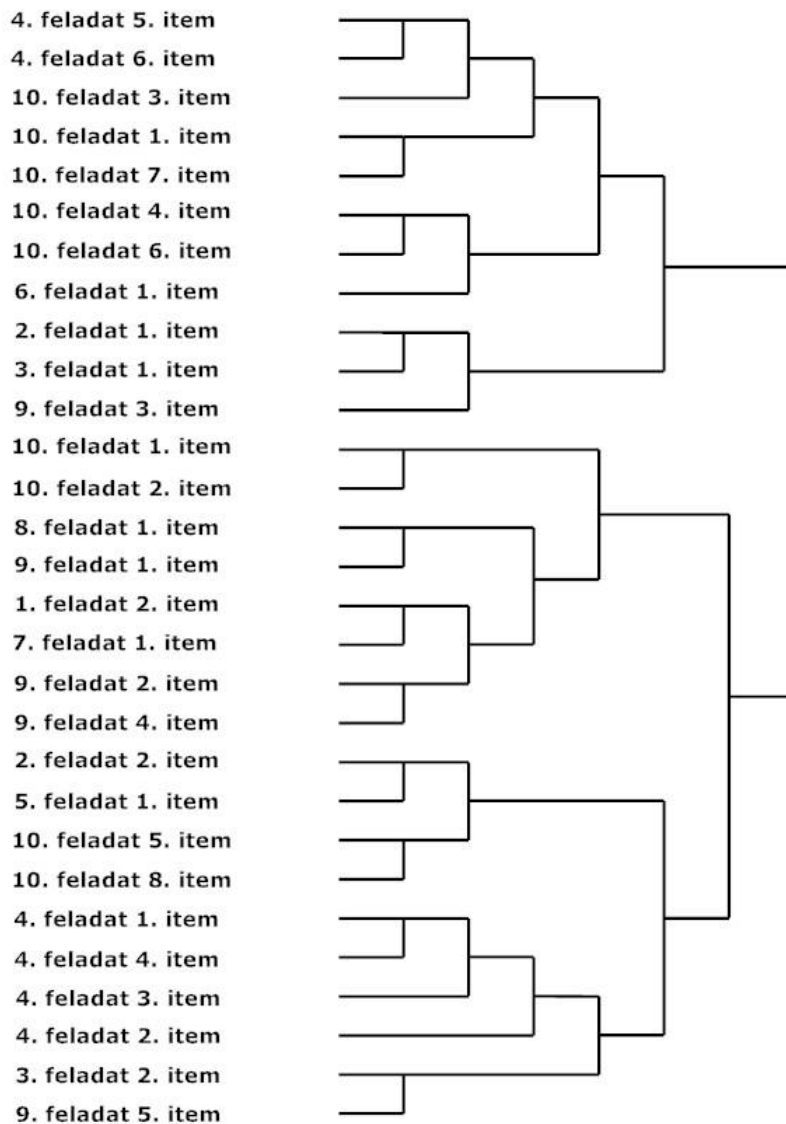 4. feladat 5. item
4. feladat 6. item
10. feladat 3. item
10. feladat 1. item
10. feladat 7. item
10. feladat 4. item
10. feladat 6. item
6. feladat 1. item
2. feladat 1. item
3. feladat 1. item
9. feladat 3. item
10. feladat 1. item
10. feladat 2. item
8. feladat 1. item
9. feladat 1. item
1. feladat 2. item
7. feladat 1. item
9. feladat 2. item
9. feladat 4. item
2. feladat 2. item
5. feladat 1. item
10. feladat 5. item
10. feladat 8. item
4. feladat 1. item
4. feladat 4. item
4. feladat 3. item
4. feladat 2. item
3. feladat 2. item
9. feladat 5. item